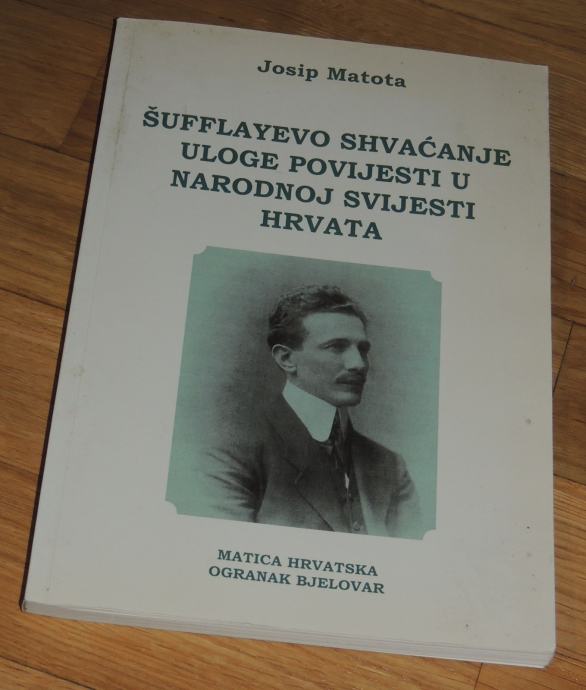 Josip Matota
ŠUFFLAYEVO SHVAĆANJE
ULOGE POVIJESTI U
NARODNOJ SVIJESTI
HRVATA
MATICA HRVATSKA
OGRANAK BJELOVAR